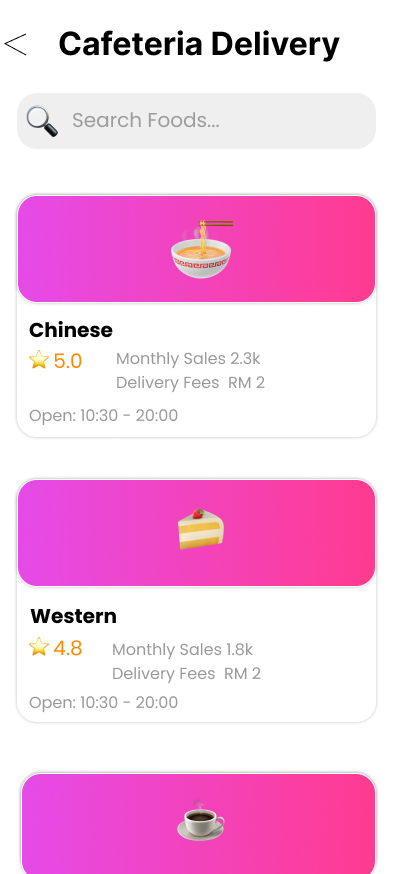 Cafeteria Delivery
Search Foods...
Chinese
5.0
Monthly Sales 2.3k
Delivery Fees RM 2
Open: 10:30 - 20:00
Western
4.8
Monthly Sales 1.8k
Delivery Fees RM 2
Open: 10:30 - 20:00